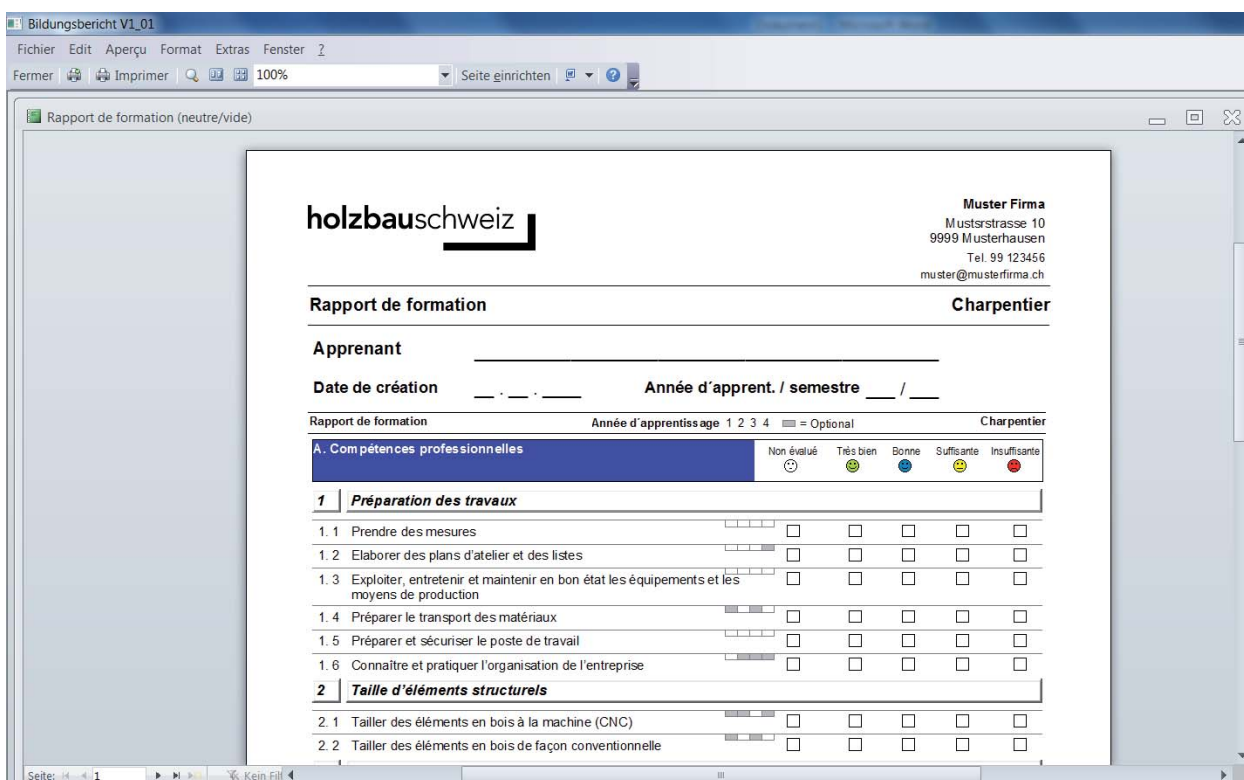 Bildungsbericht V1_01
Fichier Edit Aperçu Format Extras Fenster ?
Fermer Imprimer 100% Seite einrichten
Rapport de formation (neutre/vide)
holzbauschweiz
Muster Firma
Mustsrstrasse 10
9999 Musterhausen
Tel. 99 123456
muster@musterfirma.ch
Rapport de formation Charpentier
Apprenant
Date de création __ . __ . ____ Année´apprent. / semestre ___ / ___
Rapport de formation Année´apprentissage 1 2 3 4 = Optional Charpentier
A. Compétences professionnelles Non évalué Très bien Bonne Suffisante Insuffisante
1 Préparation des travaux
1. 1 Prendre des mesures
1. 2 Elaborer des plans d'atelier et des listes
1. 3 Exploiter, entretenir et maintenir en bon état les équipements et les
moyens de production
1. 4 Préparer le transport des matériaux
1. 5 Préparer et sécuriser le poste de travail
1. 6 Connaître et pratiquer l'organisation de l'entreprise
2 Taille d'éléments structurels
2. 1 Tailler des éléments en bois à la machine (CNC)
2. 2 Tailler des éléments en bois de façon conventionnelle
Seite: 1 Kein Fil